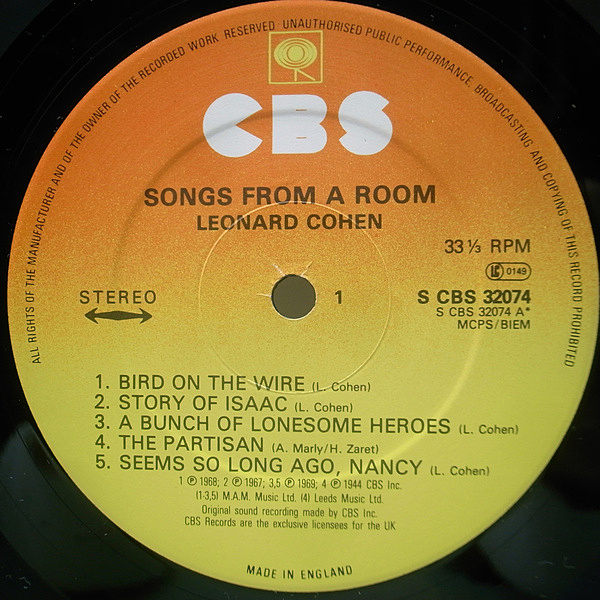 ALL RIGHTS OF THE MANUFACTURER AND OF THE OWNER OF THE RECORDED WORK RESERVED · UNAUTHORISED PUBLIC PERFORMANCE, BROADCASTING AND COPYING OF THIS RECORD PROHIBITED
CBS
SONGS FROM A ROOM
LEONARD COHEN
33⅓ RPM
LC 0149
STEREO
1
S CBS 32074
S CBS 32074 A*
MCPS/BIEM
1. BIRD ON THE WIRE (L. Cohen)
2. STORY OF ISAAC (L. Cohen)
3. A BUNCH OF LONESOME HEROES (L. Cohen)
4. THE PARTISAN (A. Marly/H. Zaret)
5. SEEMS SO LONG AGO, NANCY (L. Cohen)
1 ℗ 1968; 2 ℗ 1967; 3,5 ℗ 1969; 4 ℗ 1944 CBS Inc.
(1-3,5) M.A.M. Music Ltd. (4) Leeds Music Ltd.
Original sound recording made by CBS Inc.
CBS Records are the exclusive licensees for the UK
MADE IN ENGLAND